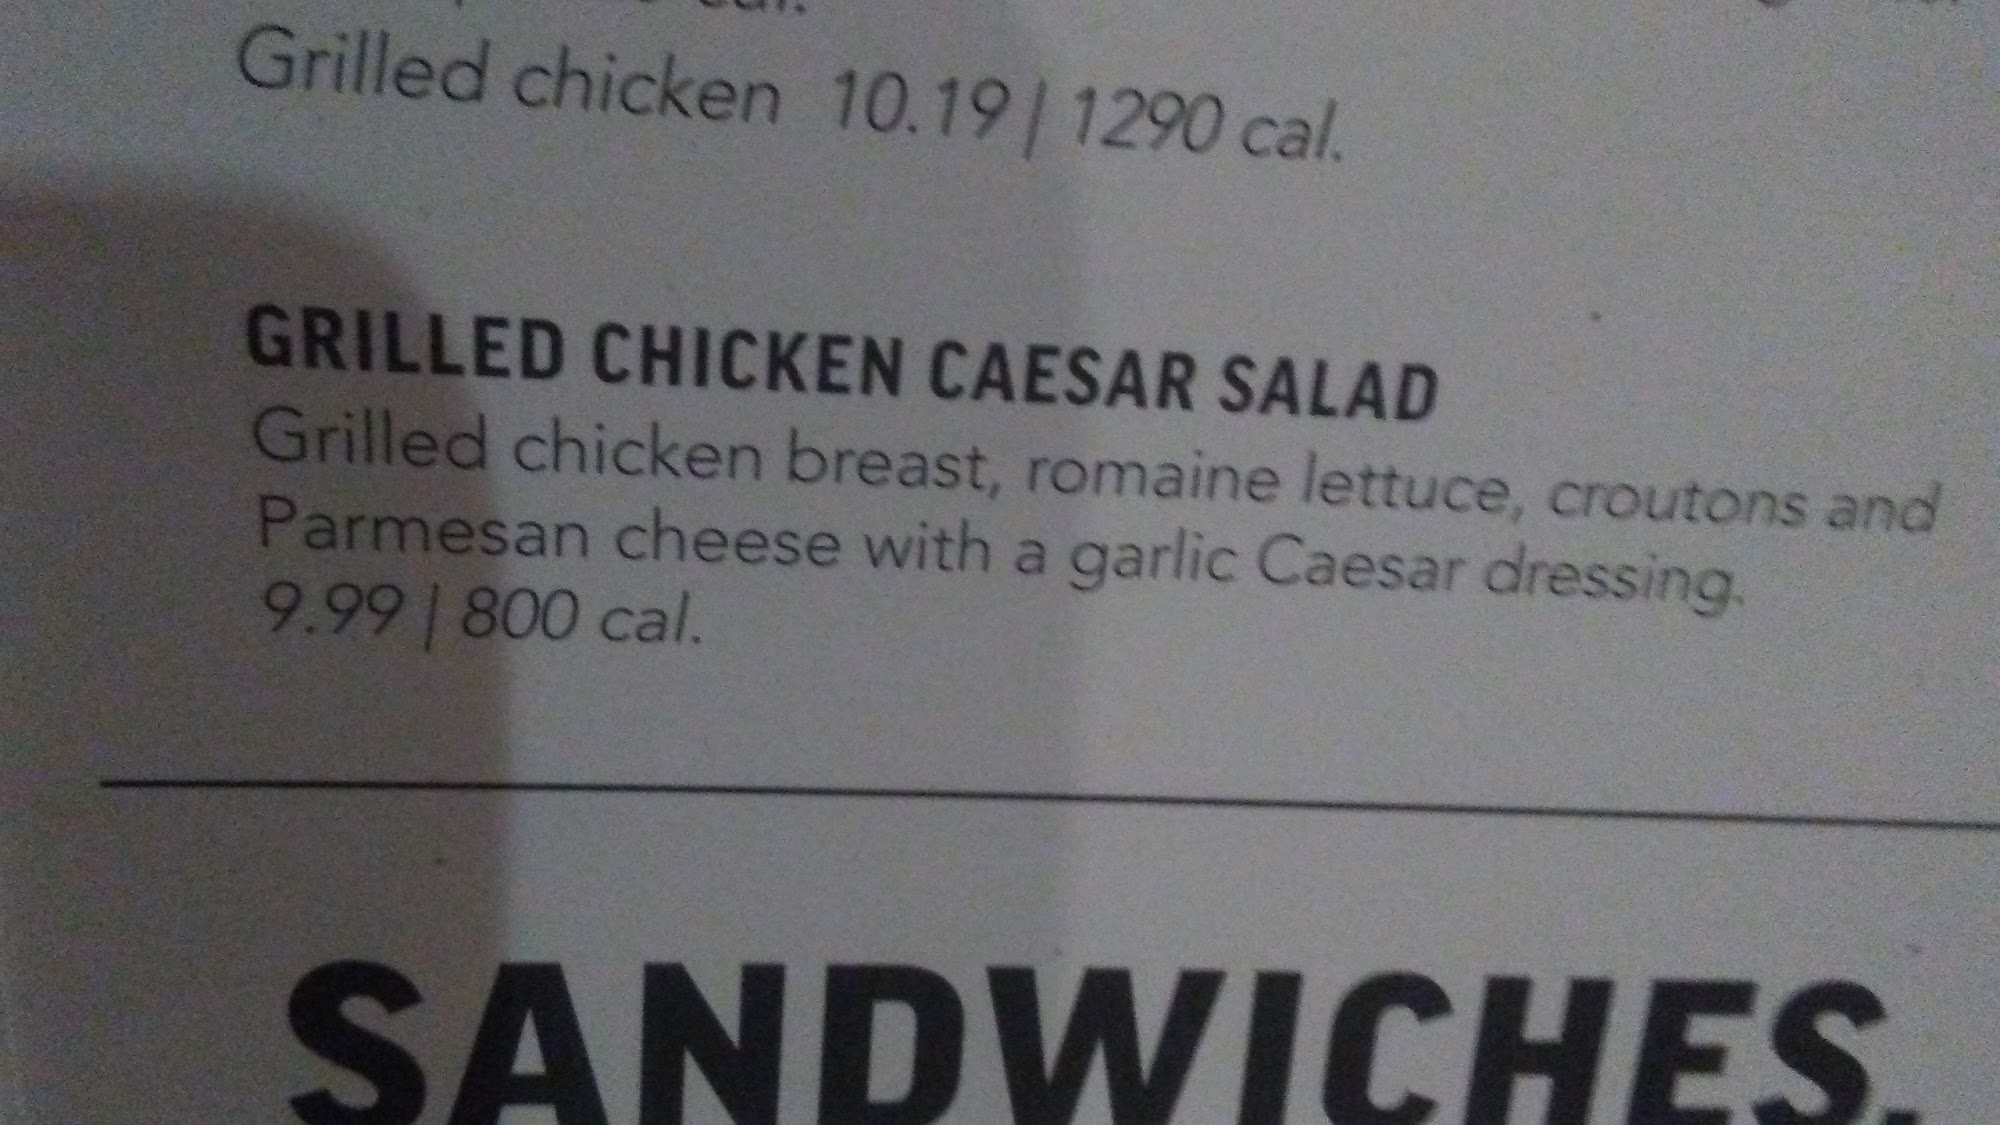 cal.
Grilled chicken 10.19 | 1290 cal.
GRILLED CHICKEN CAESAR SALAD
Grilled chicken breast, romaine lettuce, croutons and
Parmesan cheese with a garlic Caesar dressing.
9.99 | 800 cal.
SANDWICHES.